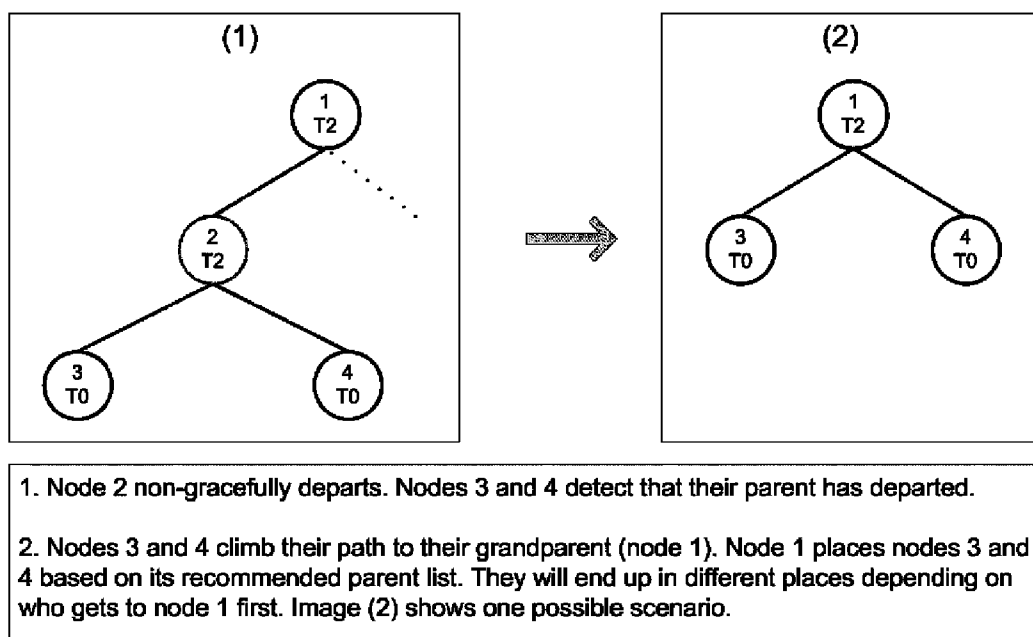 (1)
1
T2
2
T2
3
T0
4
T0
(2)
1
T2
3
T0
4
T0
1. Node 2 non-gracefully departs. Nodes 3 and 4 detect that their parent has departed.
2. Nodes 3 and 4 climb their path to their grandparent (node 1). Node 1 places nodes 3 and
4 based on its recommended parent list. They will end up in different places depending on
who gets to node 1 first. Image (2) shows one possible scenario.